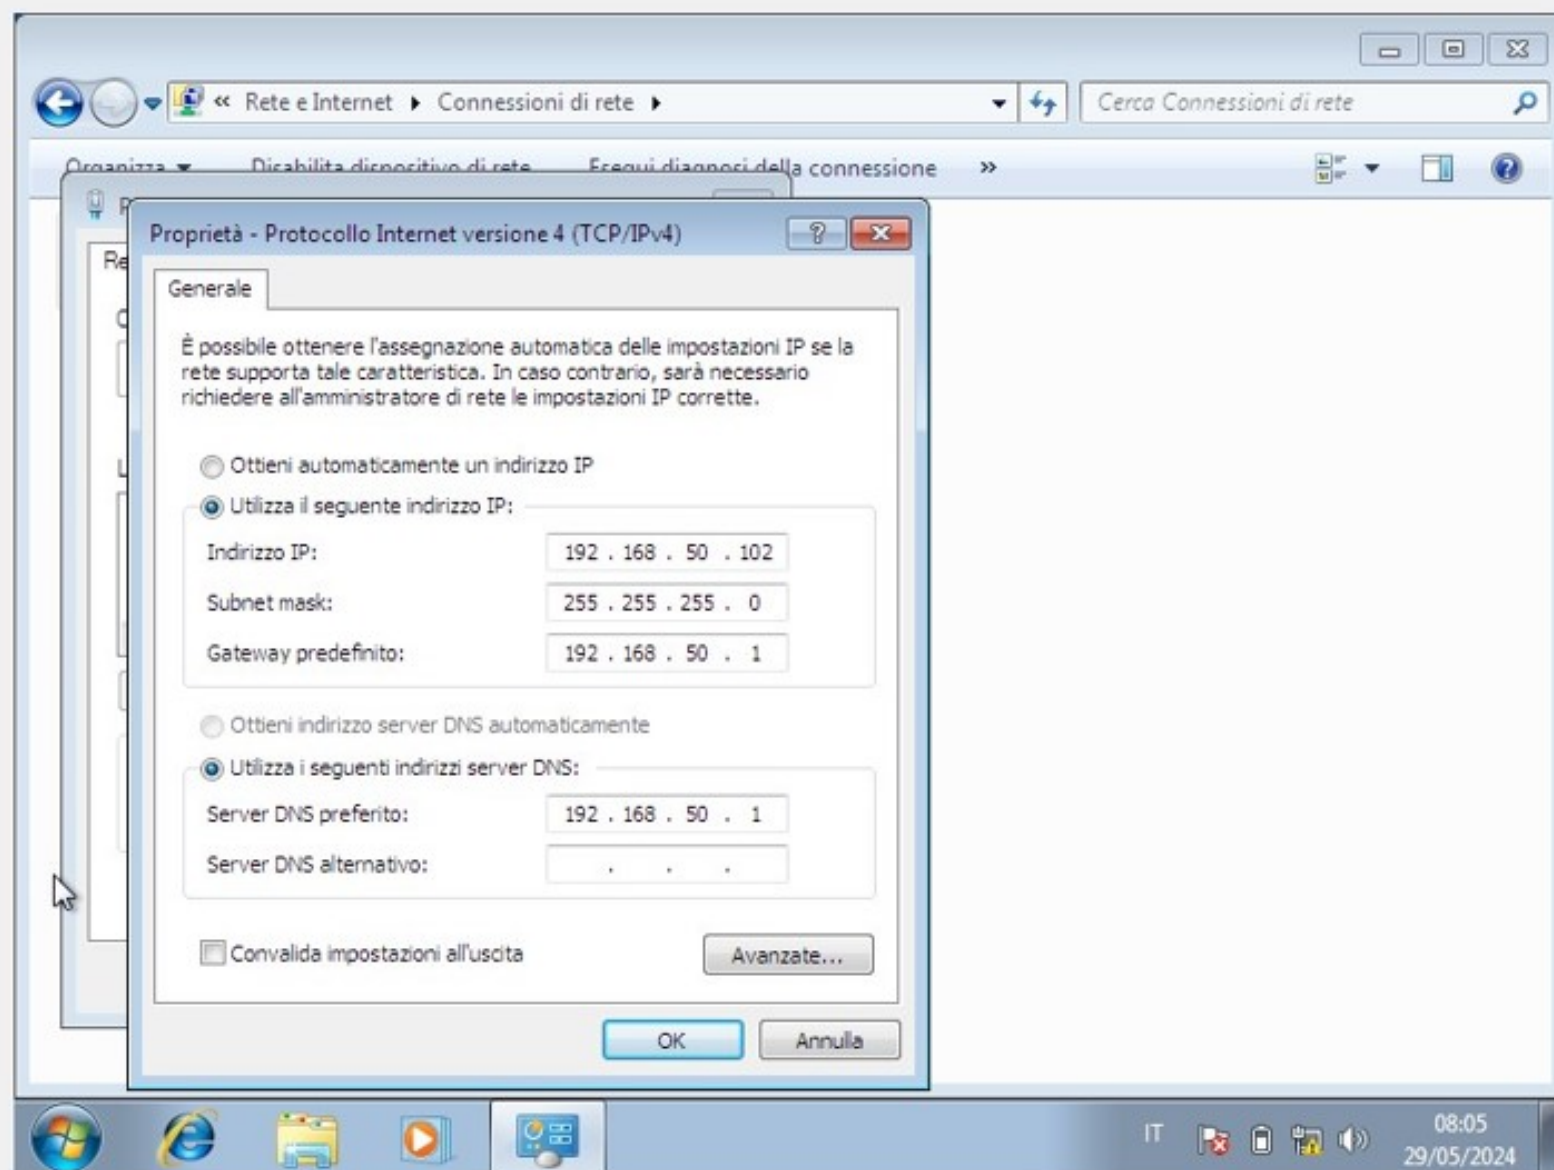 « Rete e Internet ▸ Connessioni di rete ▸
Cerca Connessioni di rete
Organizza Disabilita dispositivo di rete Esegui diagnosi della connessione »
Proprietà - Protocollo Internet versione 4 (TCP/IPv4)
Generale
È possibile ottenere l'assegnazione automatica delle impostazioni IP se la
rete supporta tale caratteristica. In caso contrario, sarà necessario
richiedere all'amministratore di rete le impostazioni IP corrette.
Ottieni automaticamente un indirizzo IP
Utilizza il seguente indirizzo IP:
Indirizzo IP: 192 . 168 . 50 . 102
Subnet mask: 255 . 255 . 255 . 0
Gateway predefinito: 192 . 168 . 50 . 1
Ottieni indirizzo server DNS automaticamente
Utilizza i seguenti indirizzi server DNS:
Server DNS preferito: 192 . 168 . 50 . 1
Server DNS alternativo: . . .
Convalida impostazioni all'uscita
Avanzate...
OK Annulla
IT
08:05
29/05/2024